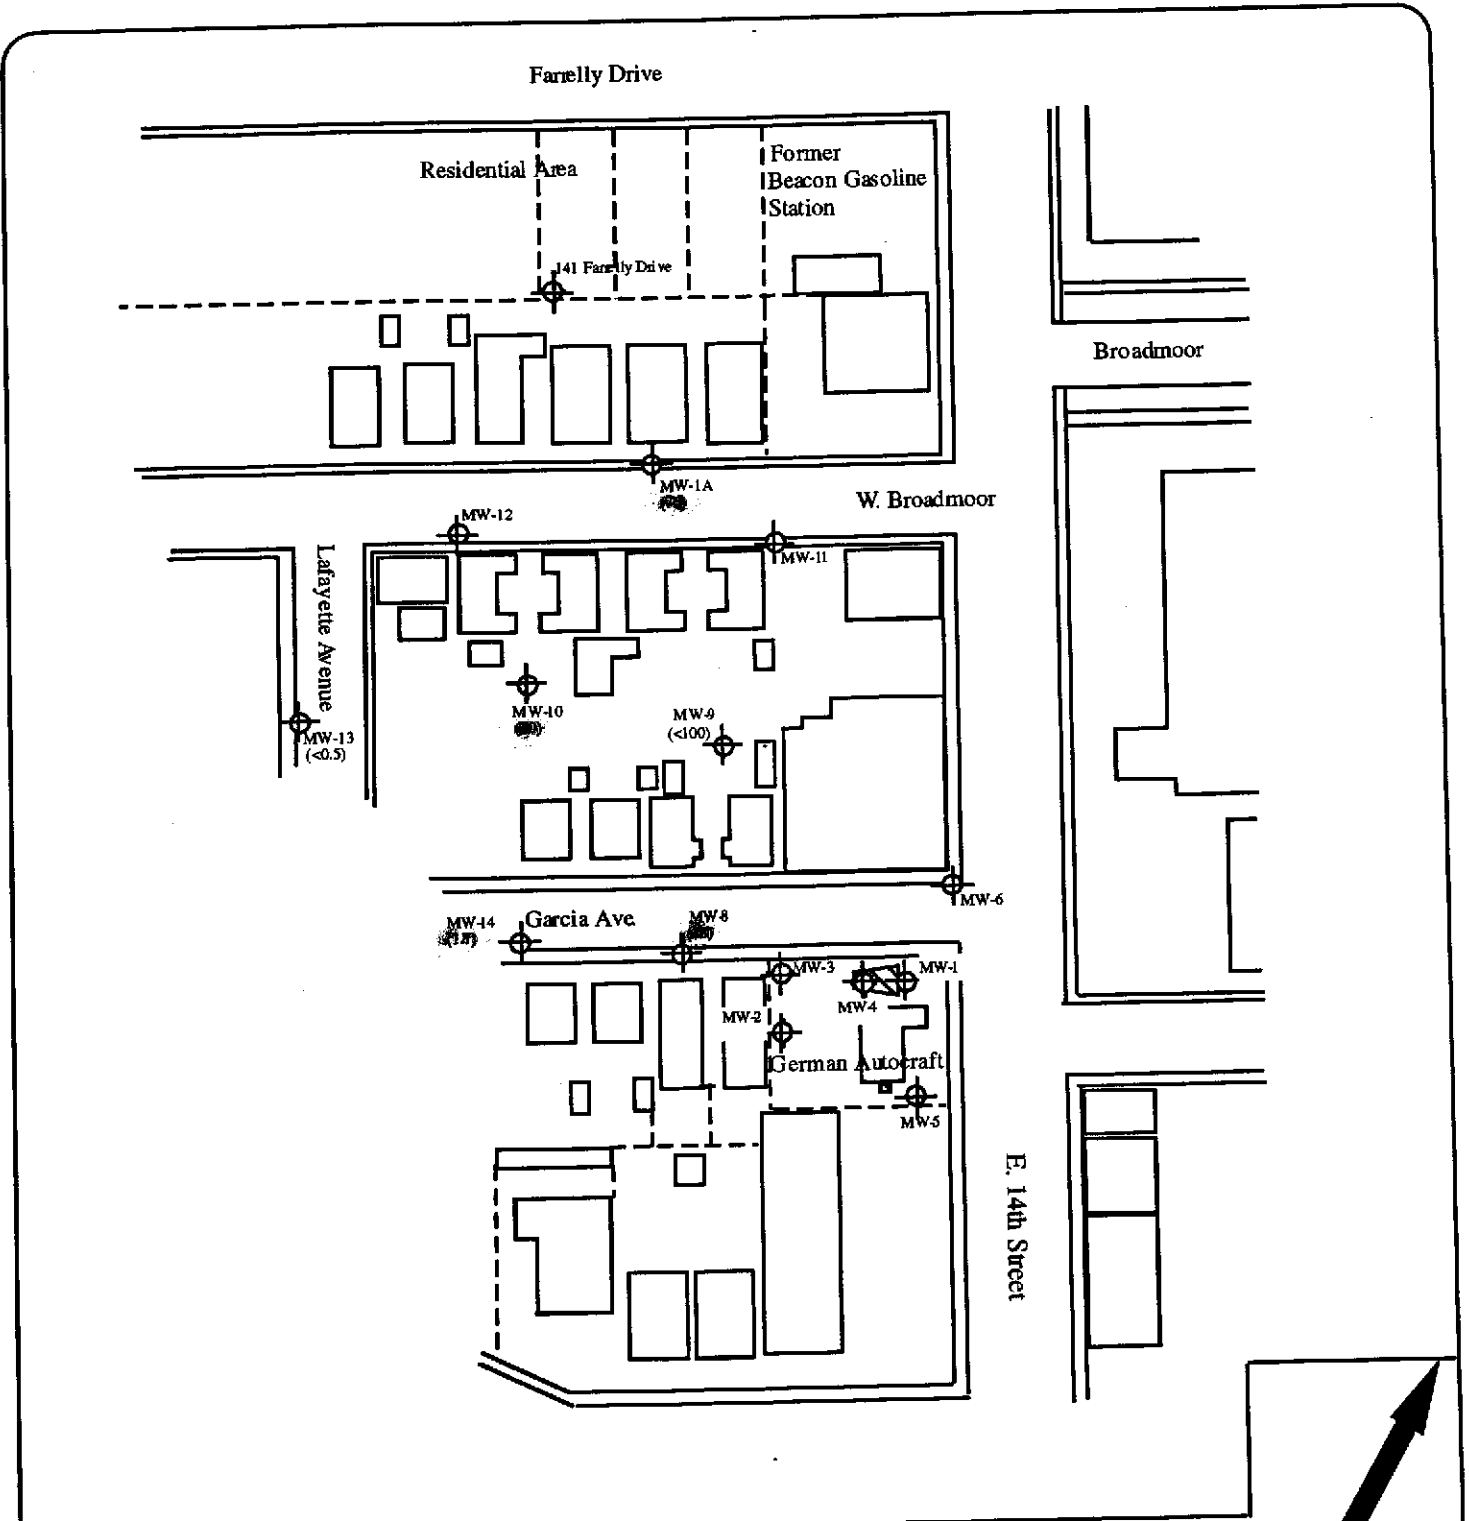 Farrelly Drive
Residential Area
Former
Beacon Gasoline
Station
141 Farrelly Drive
Broadmoor
MW-1A
W. Broadmoor
MW-12
MW-11
Lafayette Avenue
MW-10
MW-9
(<100)
MW-13
(<0.5)
MW-6
MW-14
Garcia Ave.
MW-8
MW-3
MW-1
MW-4
MW-2
German Autocraft
MW-5
E. 14th Street